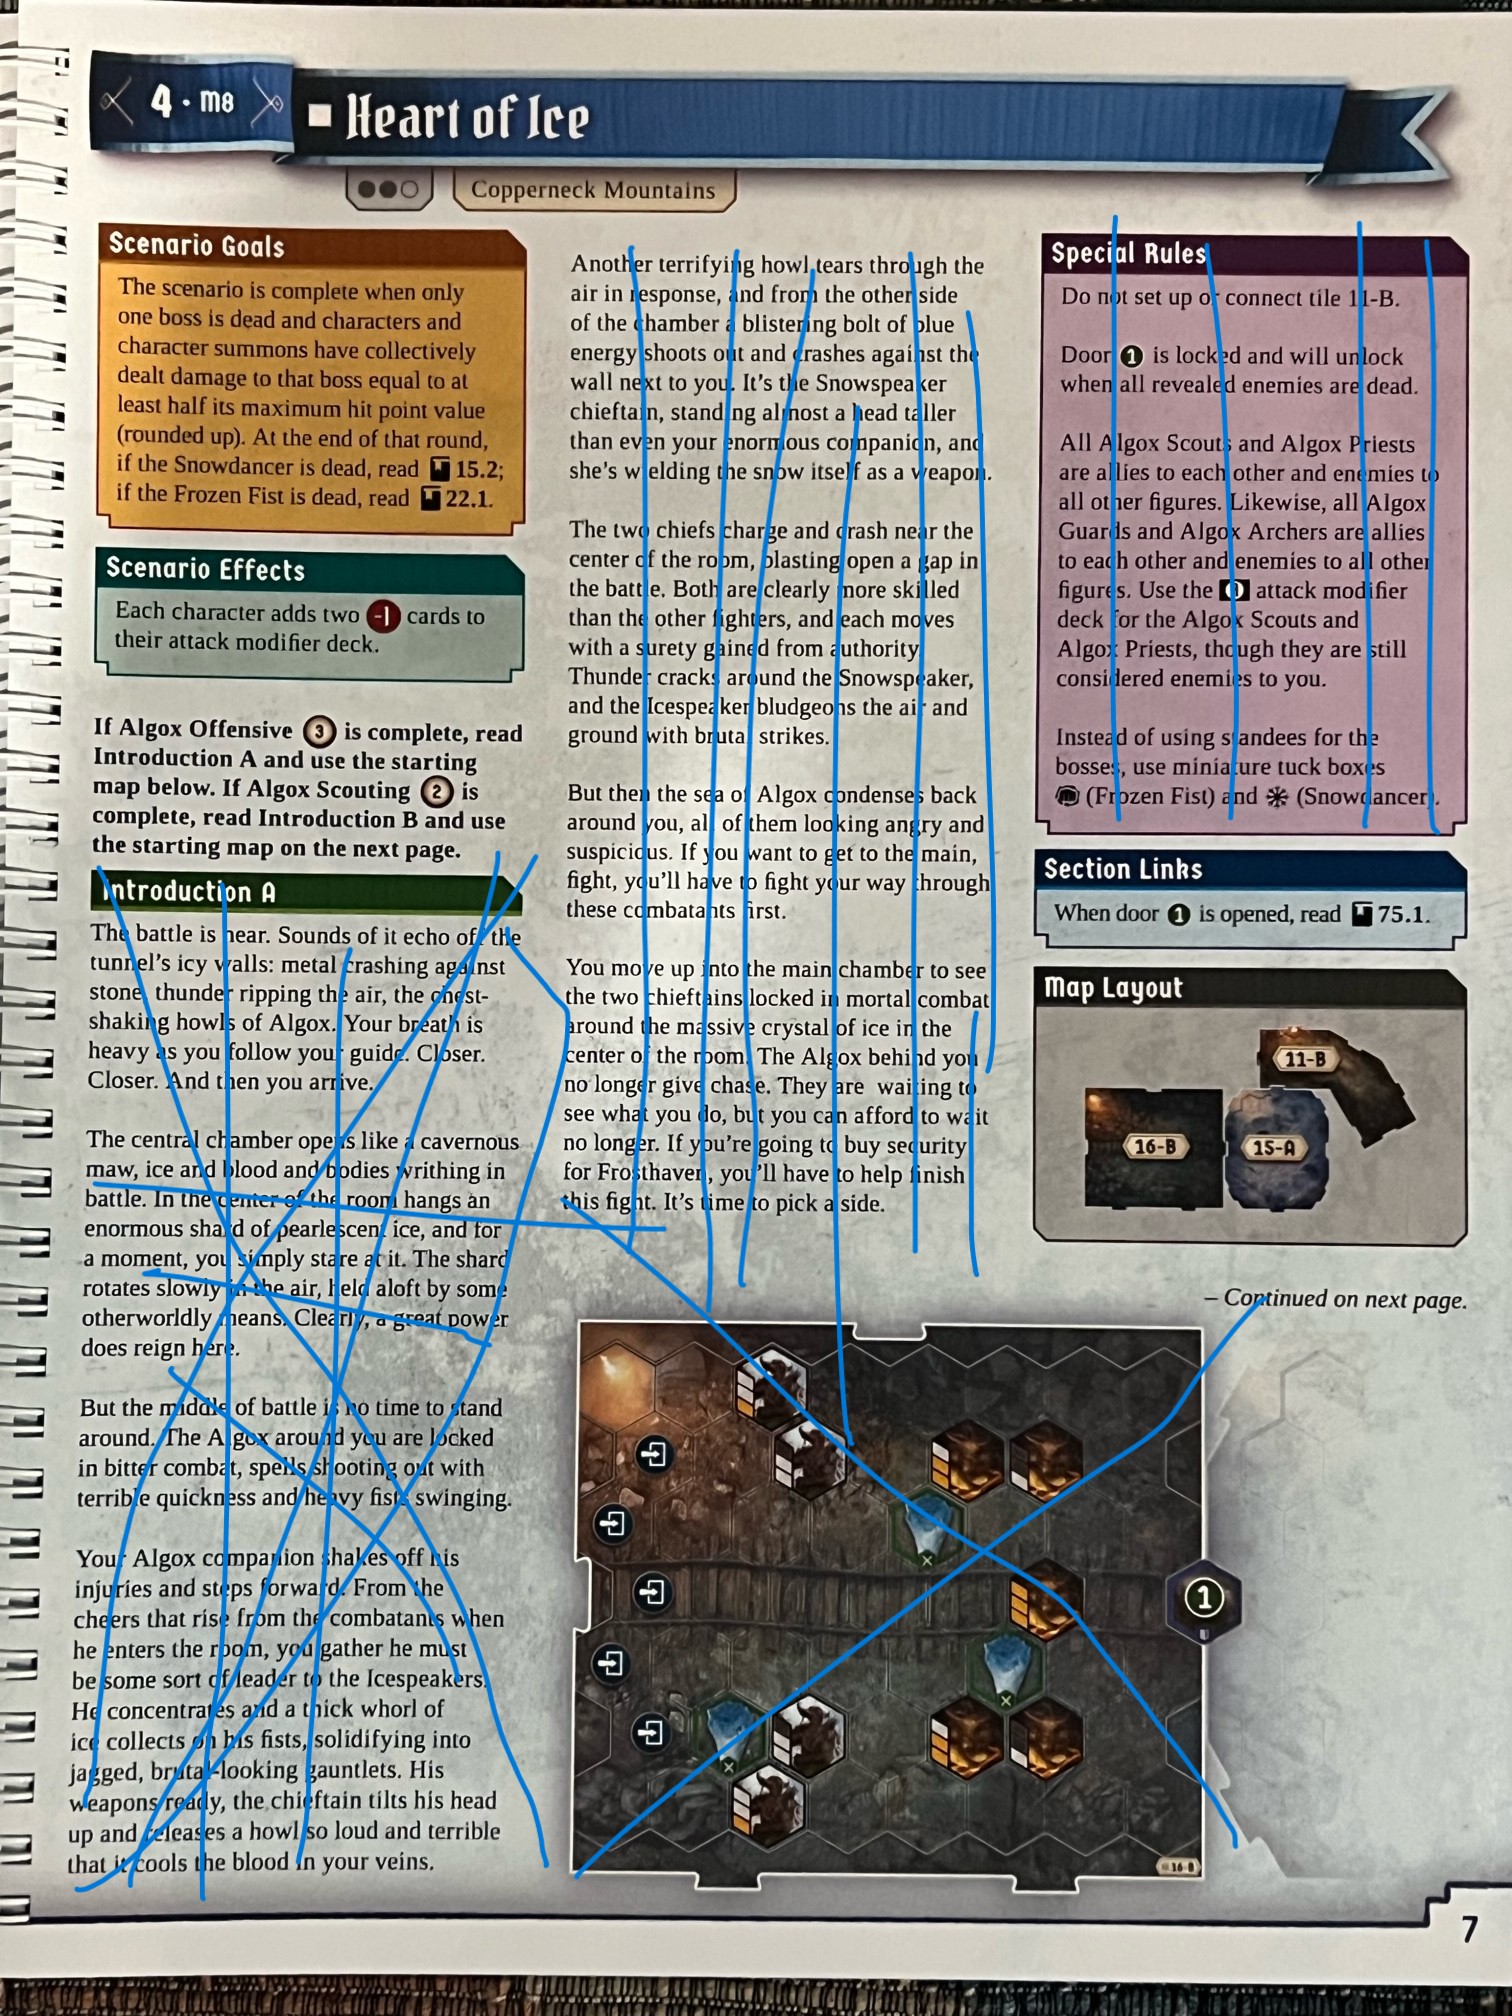 4 · m8
Heart of Ice
Copperneck Mountains
Scenario Goals
The scenario is complete when only
one boss is dead and characters and
character summons have collectively
dealt damage to that boss equal to at
least half its maximum hit point value
(rounded up). At the end of that round,
if the Snowdancer is dead, read 15.2;
if the Frozen Fist is dead, read 22.1.
Scenario Effects
Each character adds two -1 cards to
their attack modifier deck.
If Algox Offensive 3 is complete, read
Introduction A and use the starting
map below. If Algox Scouting 2 is
complete, read Introduction B and use
the starting map on the next page.
Introduction A
The battle is near. Sounds of it echo off the
tunnel's icy walls: metal crashing against
stone, thunder ripping the air, the chest-
shaking howls of Algox. Your breath is
heavy as you follow your guide. Closer.
Closer. And then you arrive.
The central chamber opens like a cavernous
maw, ice and blood and bodies writhing in
battle. In the center of the room hangs an
enormous shard of pearlescent ice, and for
a moment, you simply stare at it. The shard
rotates slowly in the air, held aloft by some
otherworldly means. Clearly, a great power
does reign here.
But the middle of battle is no time to stand
around. The Algox around you are locked
in bitter combat, spells shooting out with
terrible quickness and heavy fists swinging.
Your Algox companion shakes off his
injuries and steps forward. From the
cheers that rise from the combatants when
he enters the room, you gather he must
be some sort of leader to the Icespeakers.
He concentrates and a thick whorl of
ice collects on his fists, solidifying into
jagged, brutal-looking gauntlets. His
weapons ready, the chieftain tilts his head
up and releases a howl so loud and terrible
that it cools the blood in your veins.
Another terrifying howl tears through the
air in response, and from the other side
of the chamber a blistering bolt of blue
energy shoots out and crashes against the
wall next to you. It's the Snowspeaker
chieftain, standing almost a head taller
than even your enormous companion, and
she's wielding the snow itself as a weapon.
The two chiefs charge and crash near the
center of the room, blasting open a gap in
the battle. Both are clearly more skilled
than the other fighters, and each moves
with a surety gained from authority.
Thunder cracks around the Snowspeaker,
and the Icespeaker bludgeons the air and
ground with brutal strikes.
But then the sea of Algox condenses back
around you, all of them looking angry and
suspicious. If you want to get to the main,
fight, you'll have to fight your way through
these combatants first.
You move up into the main chamber to see
the two chieftains locked in mortal combat
around the massive crystal of ice in the
center of the room. The Algox behind you
no longer give chase. They are waiting to
see what you do, but you can afford to wait
no longer. If you're going to buy security
for Frosthaven, you'll have to help finish
this fight. It's time to pick a side.
Special Rules
Do not set up or connect tile 11-B.
Door 1 is locked and will unlock
when all revealed enemies are dead.
All Algox Scouts and Algox Priests
are allies to each other and enemies to
all other figures. Likewise, all Algox
Guards and Algox Archers are allies
to each other and enemies to all other
figures. Use the attack modifier
deck for the Algox Scouts and
Algox Priests, though they are still
considered enemies to you.
Instead of using standees for the
bosses, use miniature tuck boxes
(Frozen Fist) and (Snowdancer).
Section Links
When door 1 is opened, read 75.1.
Map Layout
11-B
16-B
15-A
– Continued on next page.
1
16-B
7